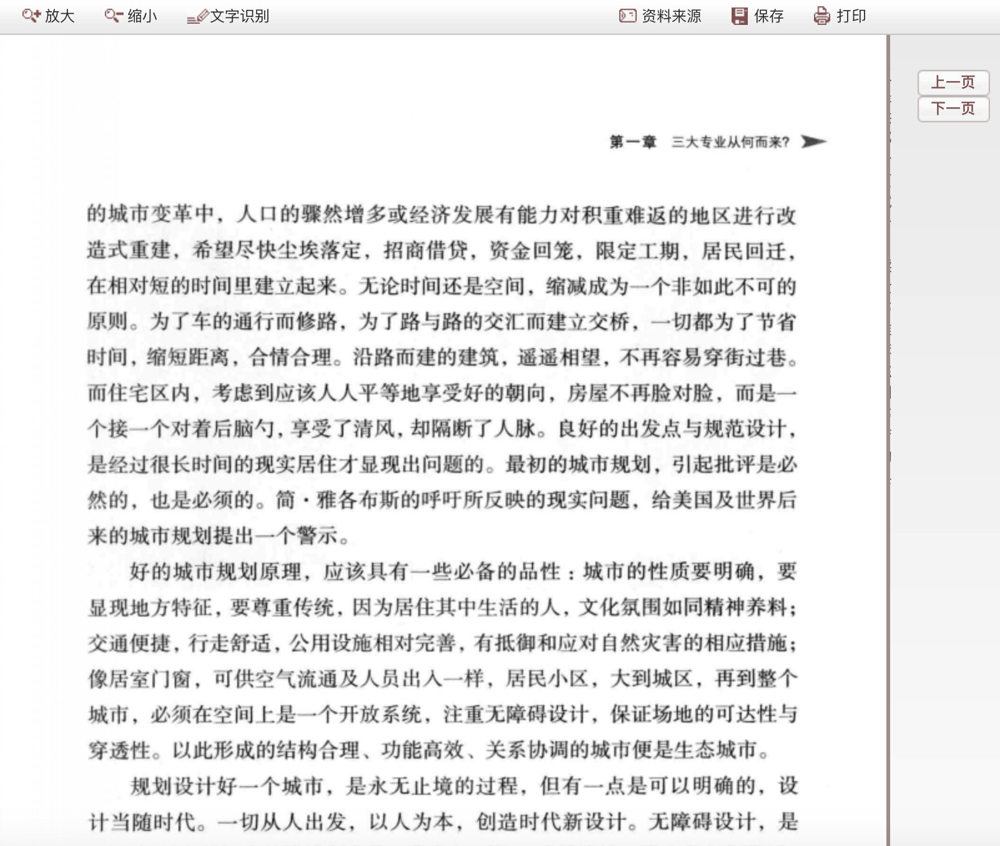 放大 缩小 文字识别 资料来源 保存 打印
上一页
下一页
第一章 三大专业从何而来?
的城市变革中，人口的骤然增多或经济发展有能力对积重难返的地区进行改
造式重建，希望尽快尘埃落定，招商借贷，资金回笼，限定工期，居民回迁，
在相对短的时间里建立起来。无论时间还是空间，缩减成为一个非如此不可的
原则。为了车的通行而修路，为了路与路的交汇而建立交桥，一切都为了节省
时间，缩短距离，合情合理。沿路而建的建筑，遥遥相望，不再容易穿街过巷。
而住宅区内，考虑到应该人人平等地享受好的朝向，房屋不再脸对脸，而是一
个接一个对着后脑勺，享受了清风，却隔断了人脉。良好的出发点与规范设计，
是经过很长时间的现实居住才显现出问题的。最初的城市规划，引起批评是必
然的，也是必须的。简·雅各布斯的呼吁所反映的现实问题，给美国及世界后
来的城市规划提出一个警示。
好的城市规划原理，应该具有一些必备的品性：城市的性质要明确，要
显现地方特征，要尊重传统，因为居住其中生活的人，文化氛围如同精神养料；
交通便捷，行走舒适，公用设施相对完善，有抵御和应对自然灾害的相应措施；
像居室门窗，可供空气流通及人员出入一样，居民小区，大到城区，再到整个
城市，必须在空间上是一个开放系统，注重无障碍设计，保证场地的可达性与
穿透性。以此形成的结构合理、功能高效、关系协调的城市便是生态城市。
规划设计好一个城市，是永无止境的过程，但有一点是可以明确的，设
计当随时代。一切从人出发，以人为本，创造时代新设计。无障碍设计，是